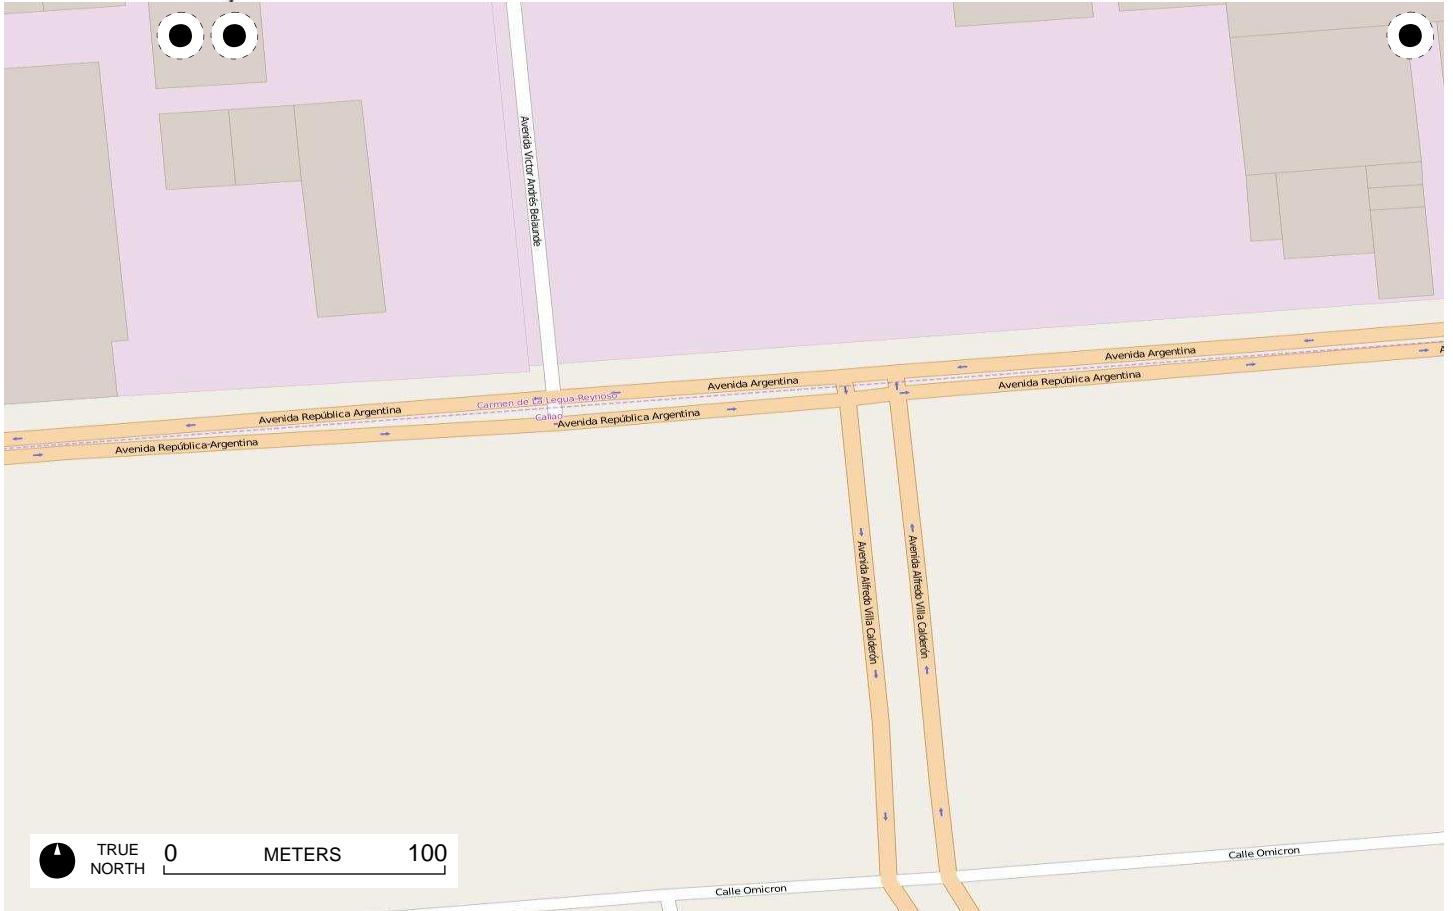 Avenida Víctor Andrés Belaunde
Avenida Argentina
Avenida Argentina
Avenida República Argentina
Carmen de La Legua-Reynoso
Callao
Avenida República Argentina
Avenida República Argentina
Avenida República Argentina
Avenida Alfredo Villa Calderón
Avenida Alfredo Villa Calderón
TRUE NORTH
0 METERS 100
Calle Omicron
Calle Omicron